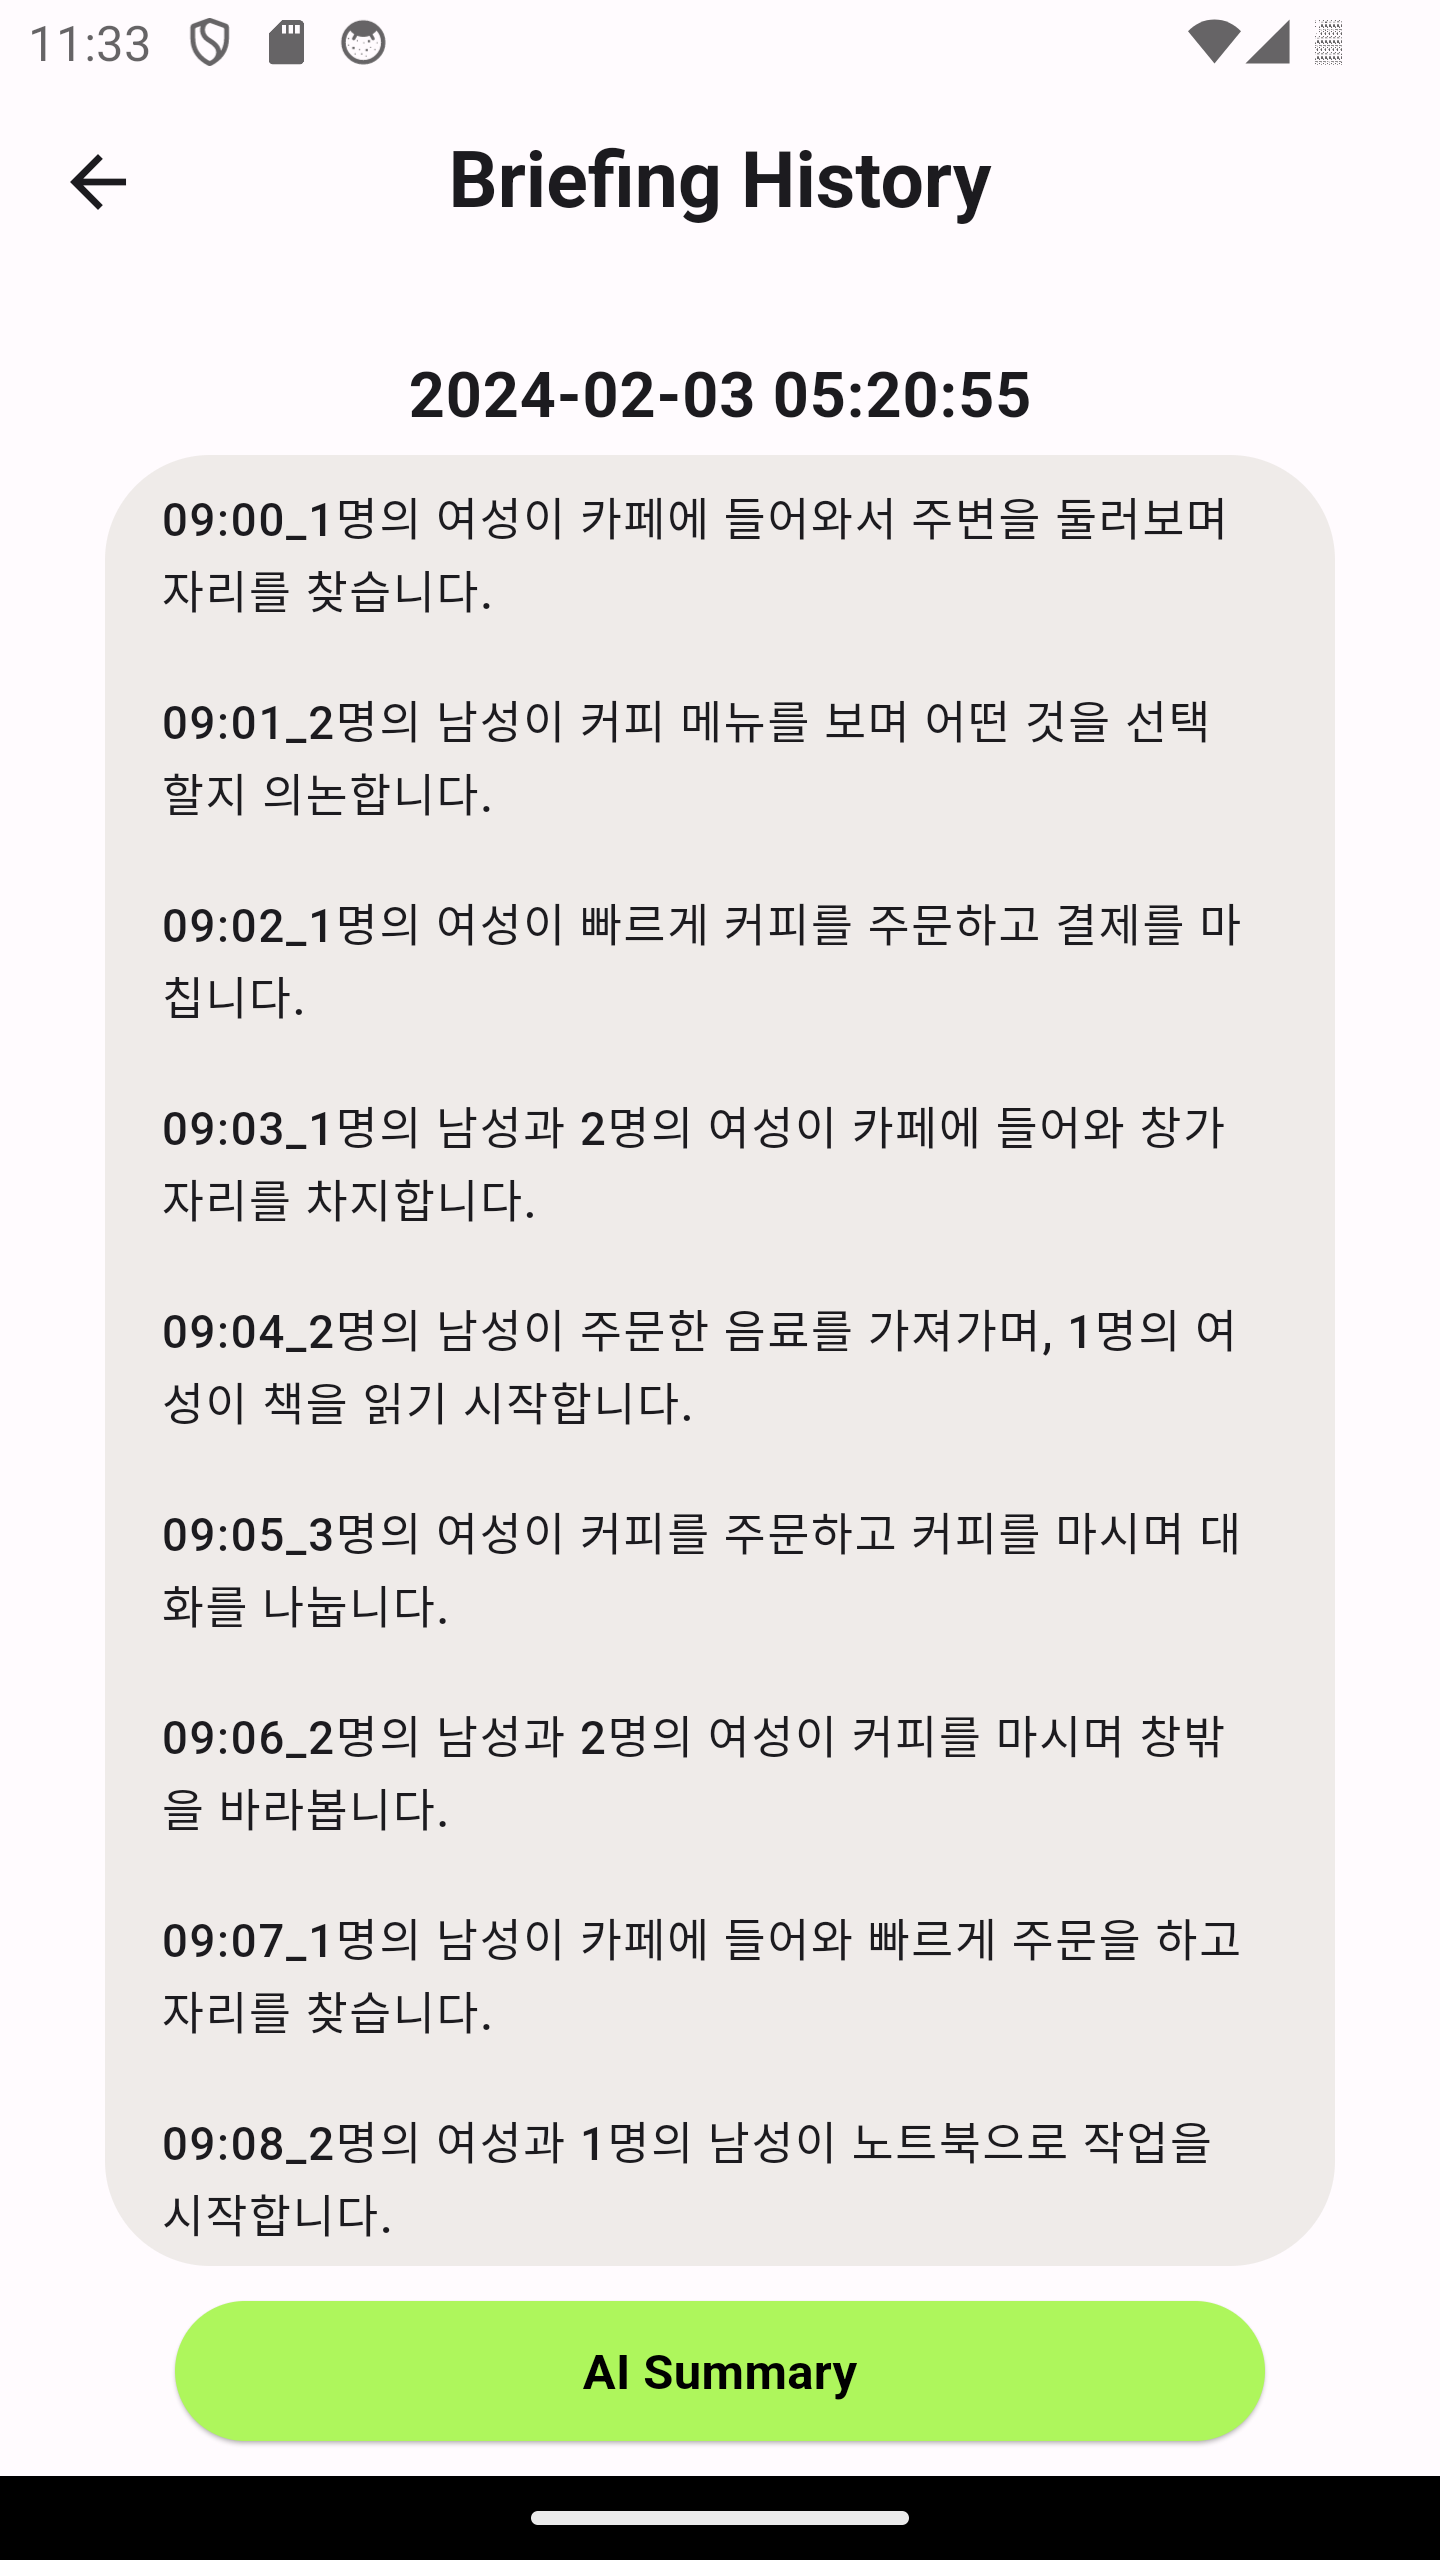 11:33
Briefing History
2024-02-03 05:20:55
09:00_1명의 여성이 카페에 들어와서 주변을 둘러보며
자리를 찾습니다.
09:01_2명의 남성이 커피 메뉴를 보며 어떤 것을 선택
할지 의논합니다.
09:02_1명의 여성이 빠르게 커피를 주문하고 결제를 마
칩니다.
09:03_1명의 남성과 2명의 여성이 카페에 들어와 창가
자리를 차지합니다.
09:04_2명의 남성이 주문한 음료를 가져가며, 1명의 여
성이 책을 읽기 시작합니다.
09:05_3명의 여성이 커피를 주문하고 커피를 마시며 대
화를 나눕니다.
09:06_2명의 남성과 2명의 여성이 커피를 마시며 창밖
을 바라봅니다.
09:07_1명의 남성이 카페에 들어와 빠르게 주문을 하고
자리를 찾습니다.
09:08_2명의 여성과 1명의 남성이 노트북으로 작업을
시작합니다.
AI Summary